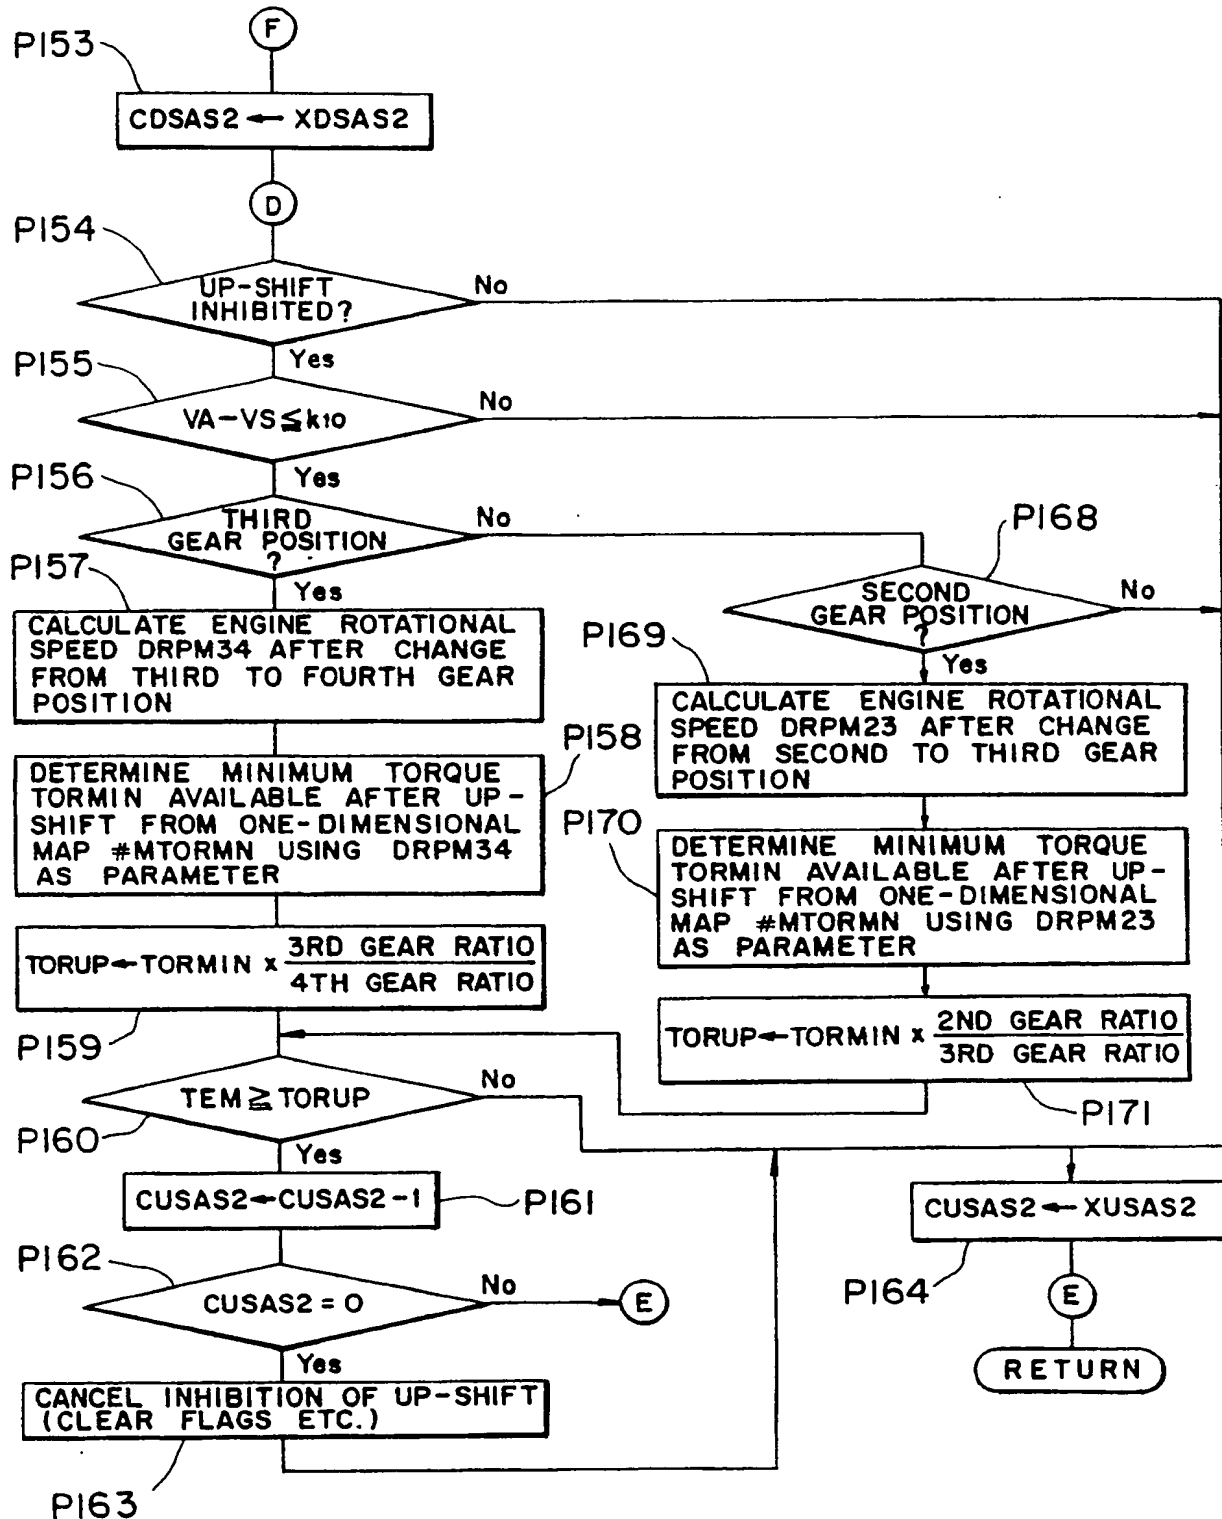 F
P153
CDSAS2 ← XDSAS2
D
P154
UP-SHIFT
INHIBITED?
No
Yes
P155
VA-VS≦k10
No
Yes
P156
THIRD
GEAR POSITION
?
No
Yes
P168
SECOND
GEAR POSITION
?
No
Yes
P157
CALCULATE ENGINE ROTATIONAL
SPEED DRPM34 AFTER CHANGE
FROM THIRD TO FOURTH GEAR
POSITION
P169
CALCULATE ENGINE ROTATIONAL
SPEED DRPM23 AFTER CHANGE
FROM SECOND TO THIRD GEAR
POSITION
P158
DETERMINE MINIMUM TORQUE
TORMIN AVAILABLE AFTER UP-
SHIFT FROM ONE-DIMENSIONAL
MAP #MTORMN USING DRPM34
AS PARAMETER
P170
DETERMINE MINIMUM TORQUE
TORMIN AVAILABLE AFTER UP-
SHIFT FROM ONE-DIMENSIONAL
MAP #MTORMN USING DRPM23
AS PARAMETER
TORUP←TORMIN × 3RD GEAR RATIO
4TH GEAR RATIO
P159
TORUP←TORMIN × 2ND GEAR RATIO
3RD GEAR RATIO
P171
TEM≧TORUP
No
P160
Yes
CUSAS2←CUSAS2-1
P161
P162
CUSAS2=0
No
E
Yes
CANCEL INHIBITION OF UP-SHIFT
(CLEAR FLAGS ETC.)
P163
CUSAS2 ← XUSAS2
P164
E
RETURN